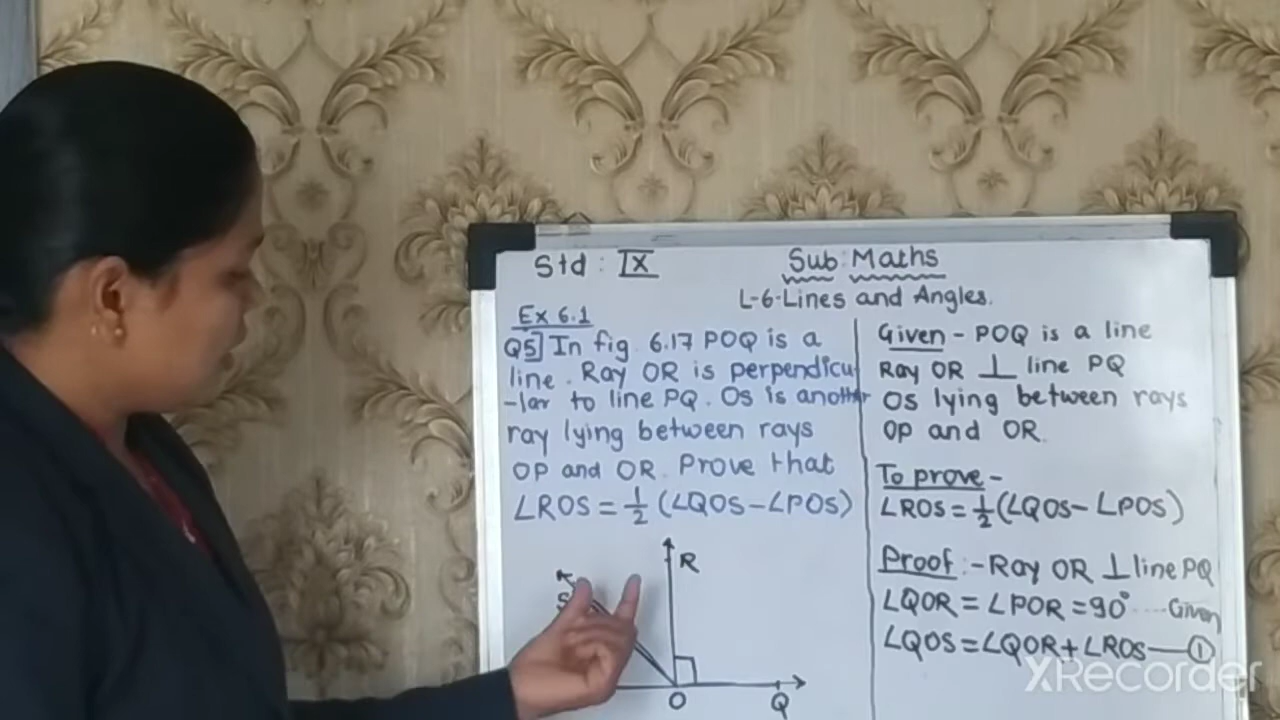 Std : IX
Sub : Maths
L-6-Lines and Angles.
Ex 6.1
Q5] In fig. 6.17 POQ is a
line. Ray OR is perpendicu
-lar to line PQ. OS is another
ray lying between rays
OP and OR. Prove that
∠ROS = 1/2 (∠QOS - ∠POS)
R
S
O
Q
Given - POQ is a line
Ray OR ⊥ line PQ
OS lying between rays
OP and OR.
To prove -
∠ROS = 1/2 (∠QOS - ∠POS)
Proof :- Ray OR ⊥ line PQ
∠QOR = ∠POR = 90° ---- Given
∠QOS = ∠QOR + ∠ROS — ①
XRecorder